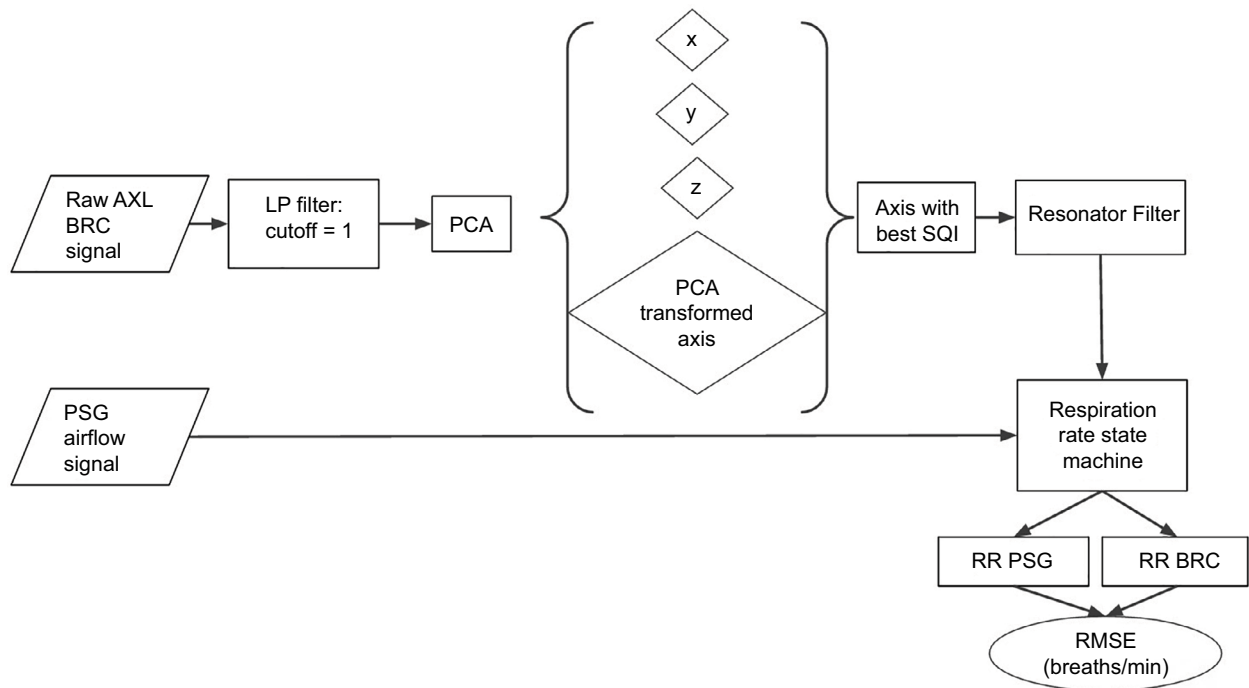 Raw AXL
BRC
signal
LP filter:
cutoff = 1
PCA
x
y
z
PCA
transformed
axis
Axis with
best SQI
Resonator Filter
PSG
airflow
signal
Respiration
rate state
machine
RR PSG
RR BRC
RMSE
(breaths/min)